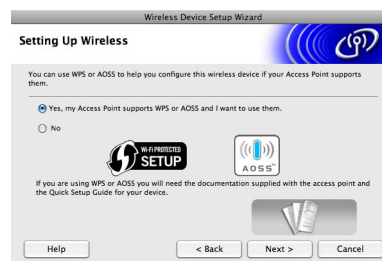 Wireless Device Setup Wizard
Setting Up Wireless
You can use WPS or AOSS to help you configure this wireless device if your Access Point supports
them.
Yes, my Access Point supports WPS or AOSS and I want to use them.
No
WI-FI PROTECTED
SETUP
AOSS™
If you are using WPS or AOSS you will need the documentation supplied with the access point and
the Quick Setup Guide for your device.
Help
< Back
Next >
Cancel